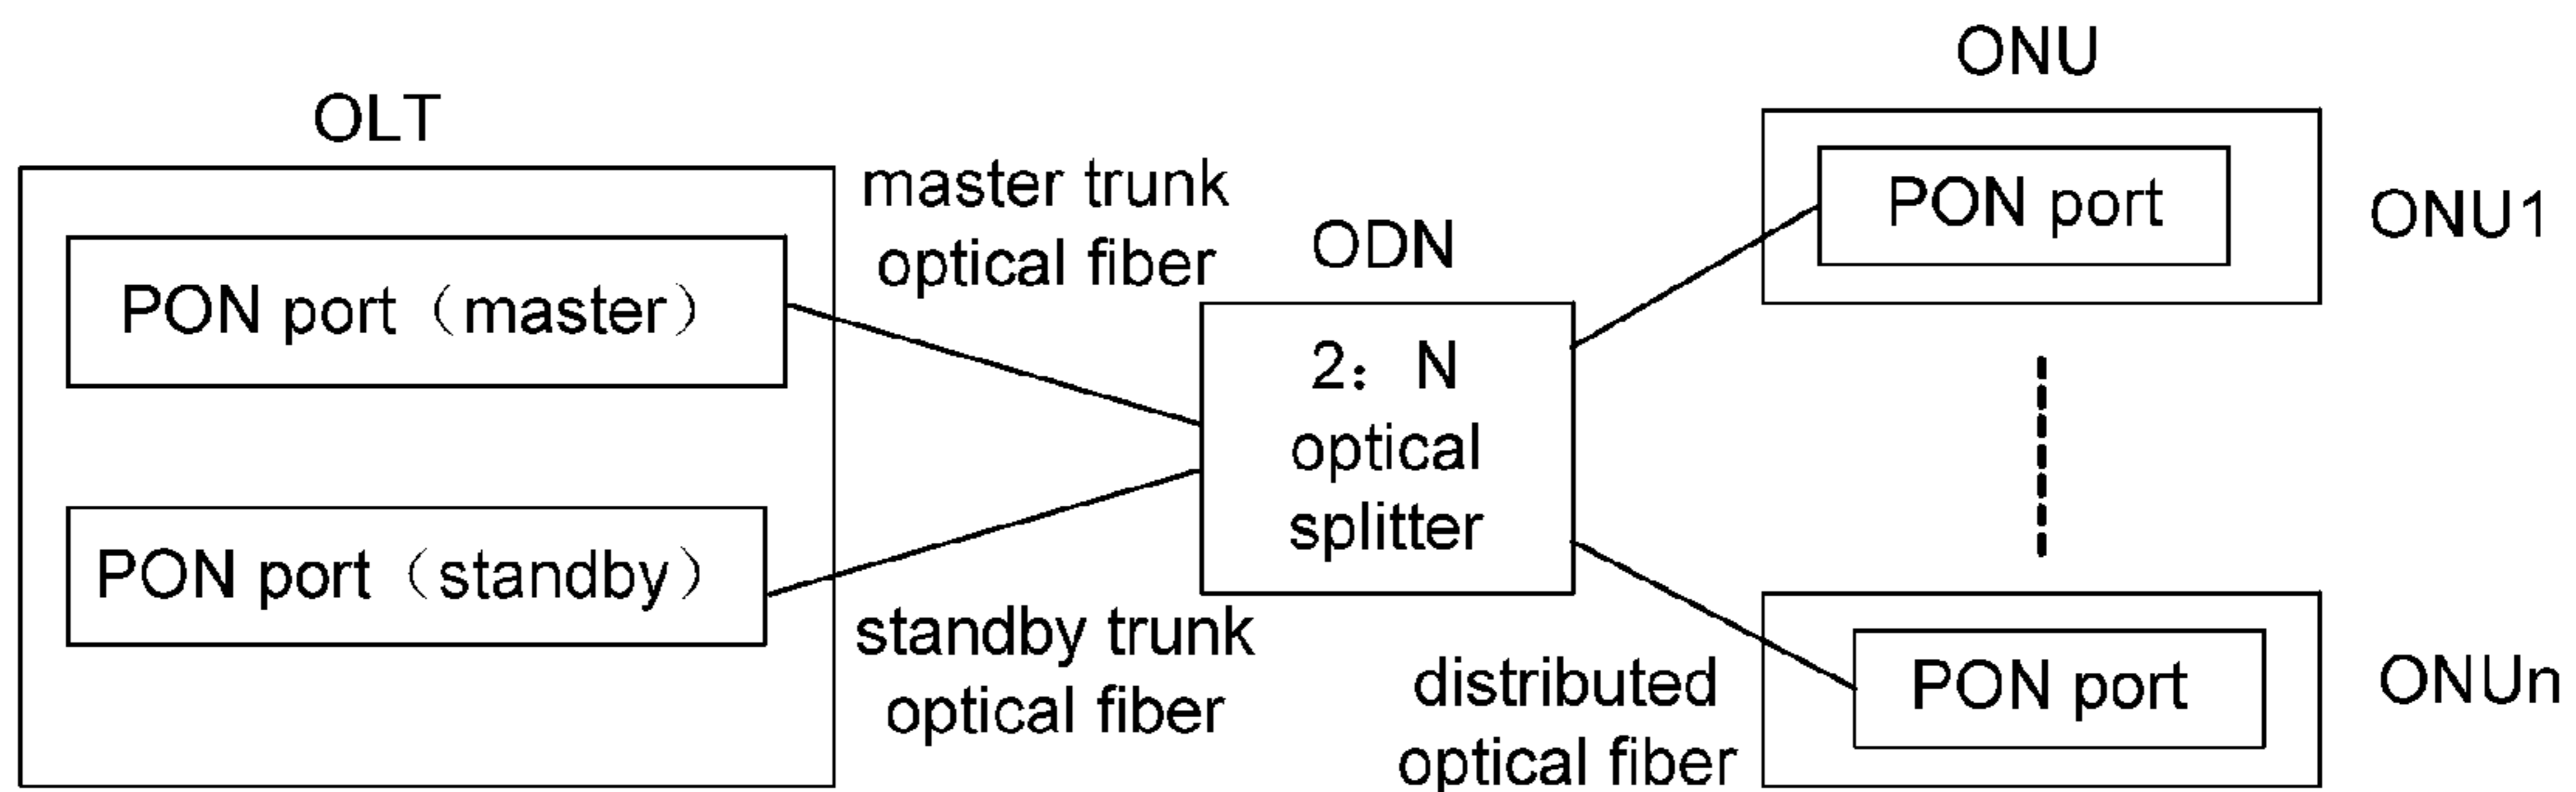 OLT
PON port（master）
PON port（standby）
master trunk
optical fiber
standby trunk
optical fiber
ODN
2：N
optical
splitter
distributed
optical fiber
ONU
PON port
ONU1
PON port
ONUn